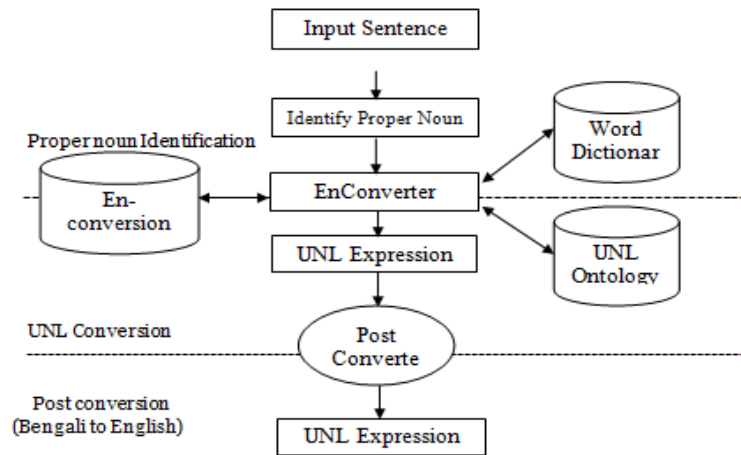 Input Sentence
Identify Proper Noun
Proper noun Identification
Word
Dictionar
En-
conversion
EnConverter
UNL Expression
UNL
Ontology
UNL Conversion
Post
Converte
Post conversion
(Bengali to English)
UNL Expression